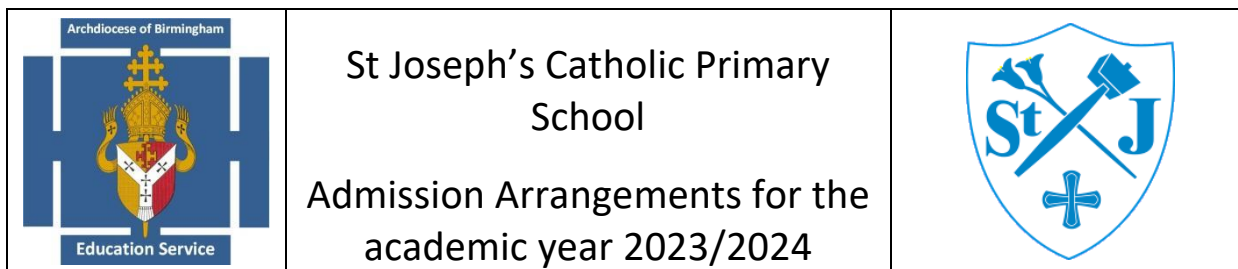 Archdiocese of Birmingham
Education Service
St Joseph’s Catholic Primary
School
Admission Arrangements for the
academic year 2023/2024
St J